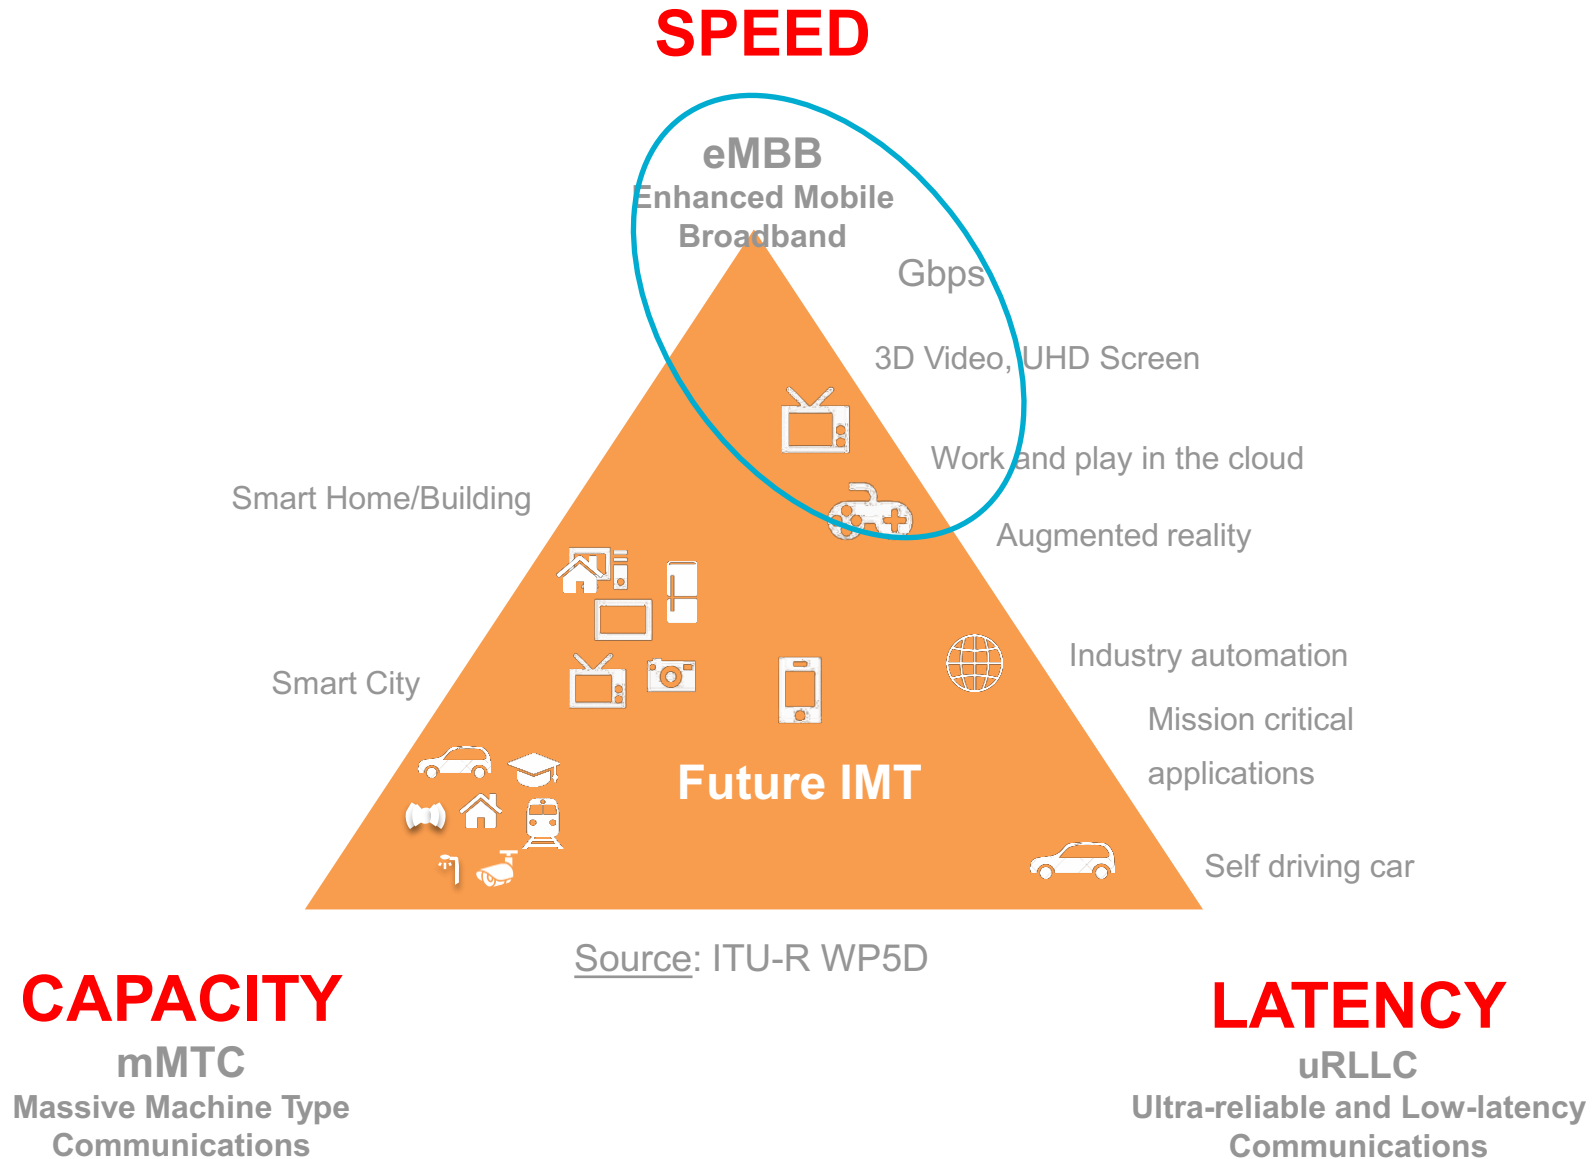 SPEED
eMBB
Enhanced Mobile
Broadband
Gbps
3D Video, UHD Screen
Work and play in the cloud
Smart Home/Building
Augmented reality
Industry automation
Smart City
Mission critical
applications
Future IMT
Self driving car
Source: ITU-R WP5D
CAPACITY
mMTC
Massive Machine Type
Communications
LATENCY
uRLLC
Ultra-reliable and Low-latency
Communications